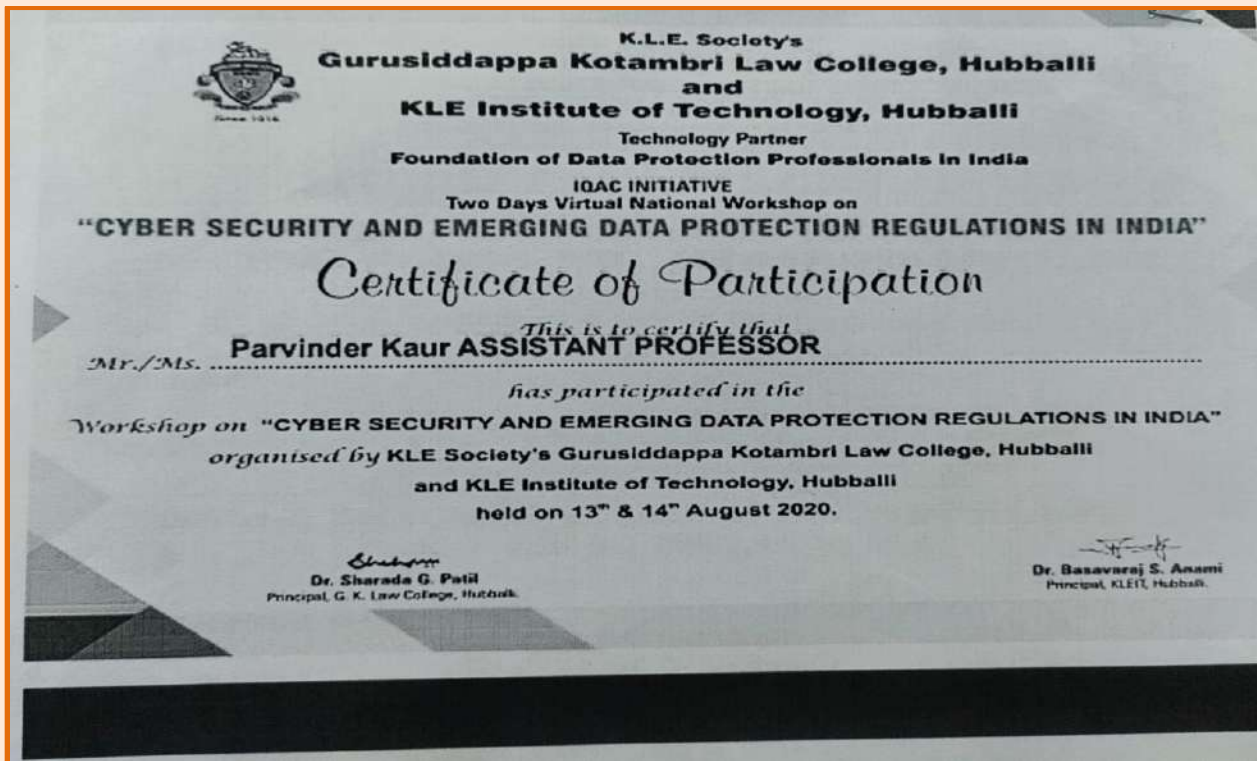 K.L.E. Society's
Gurusiddappa Kotambri Law College, Hubballi
and
KLE Institute of Technology, Hubballi
Since 1916
Technology Partner
Foundation of Data Protection Professionals in India
IQAC INITIATIVE
Two Days Virtual National Workshop on
"CYBER SECURITY AND EMERGING DATA PROTECTION REGULATIONS IN INDIA"
Certificate of Participation
This is to certify that
Mr./Ms. Parvinder Kaur ASSISTANT PROFESSOR
has participated in the
Workshop on "CYBER SECURITY AND EMERGING DATA PROTECTION REGULATIONS IN INDIA"
organised by KLE Society's Gurusiddappa Kotambri Law College, Hubballi
and KLE Institute of Technology, Hubballi
held on 13th & 14th August 2020.
Dr. Sharada G. Patil
Principal, G. K. Law College, Hubballi.
Dr. Basavaraj S. Anami
Principal, KLEIT, Hubballi.